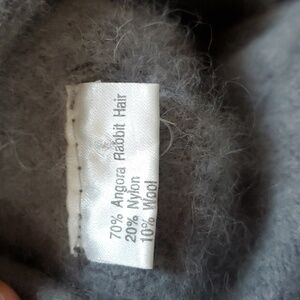 70% Angora Rabbit Hair
20% Nylon
10% Wool